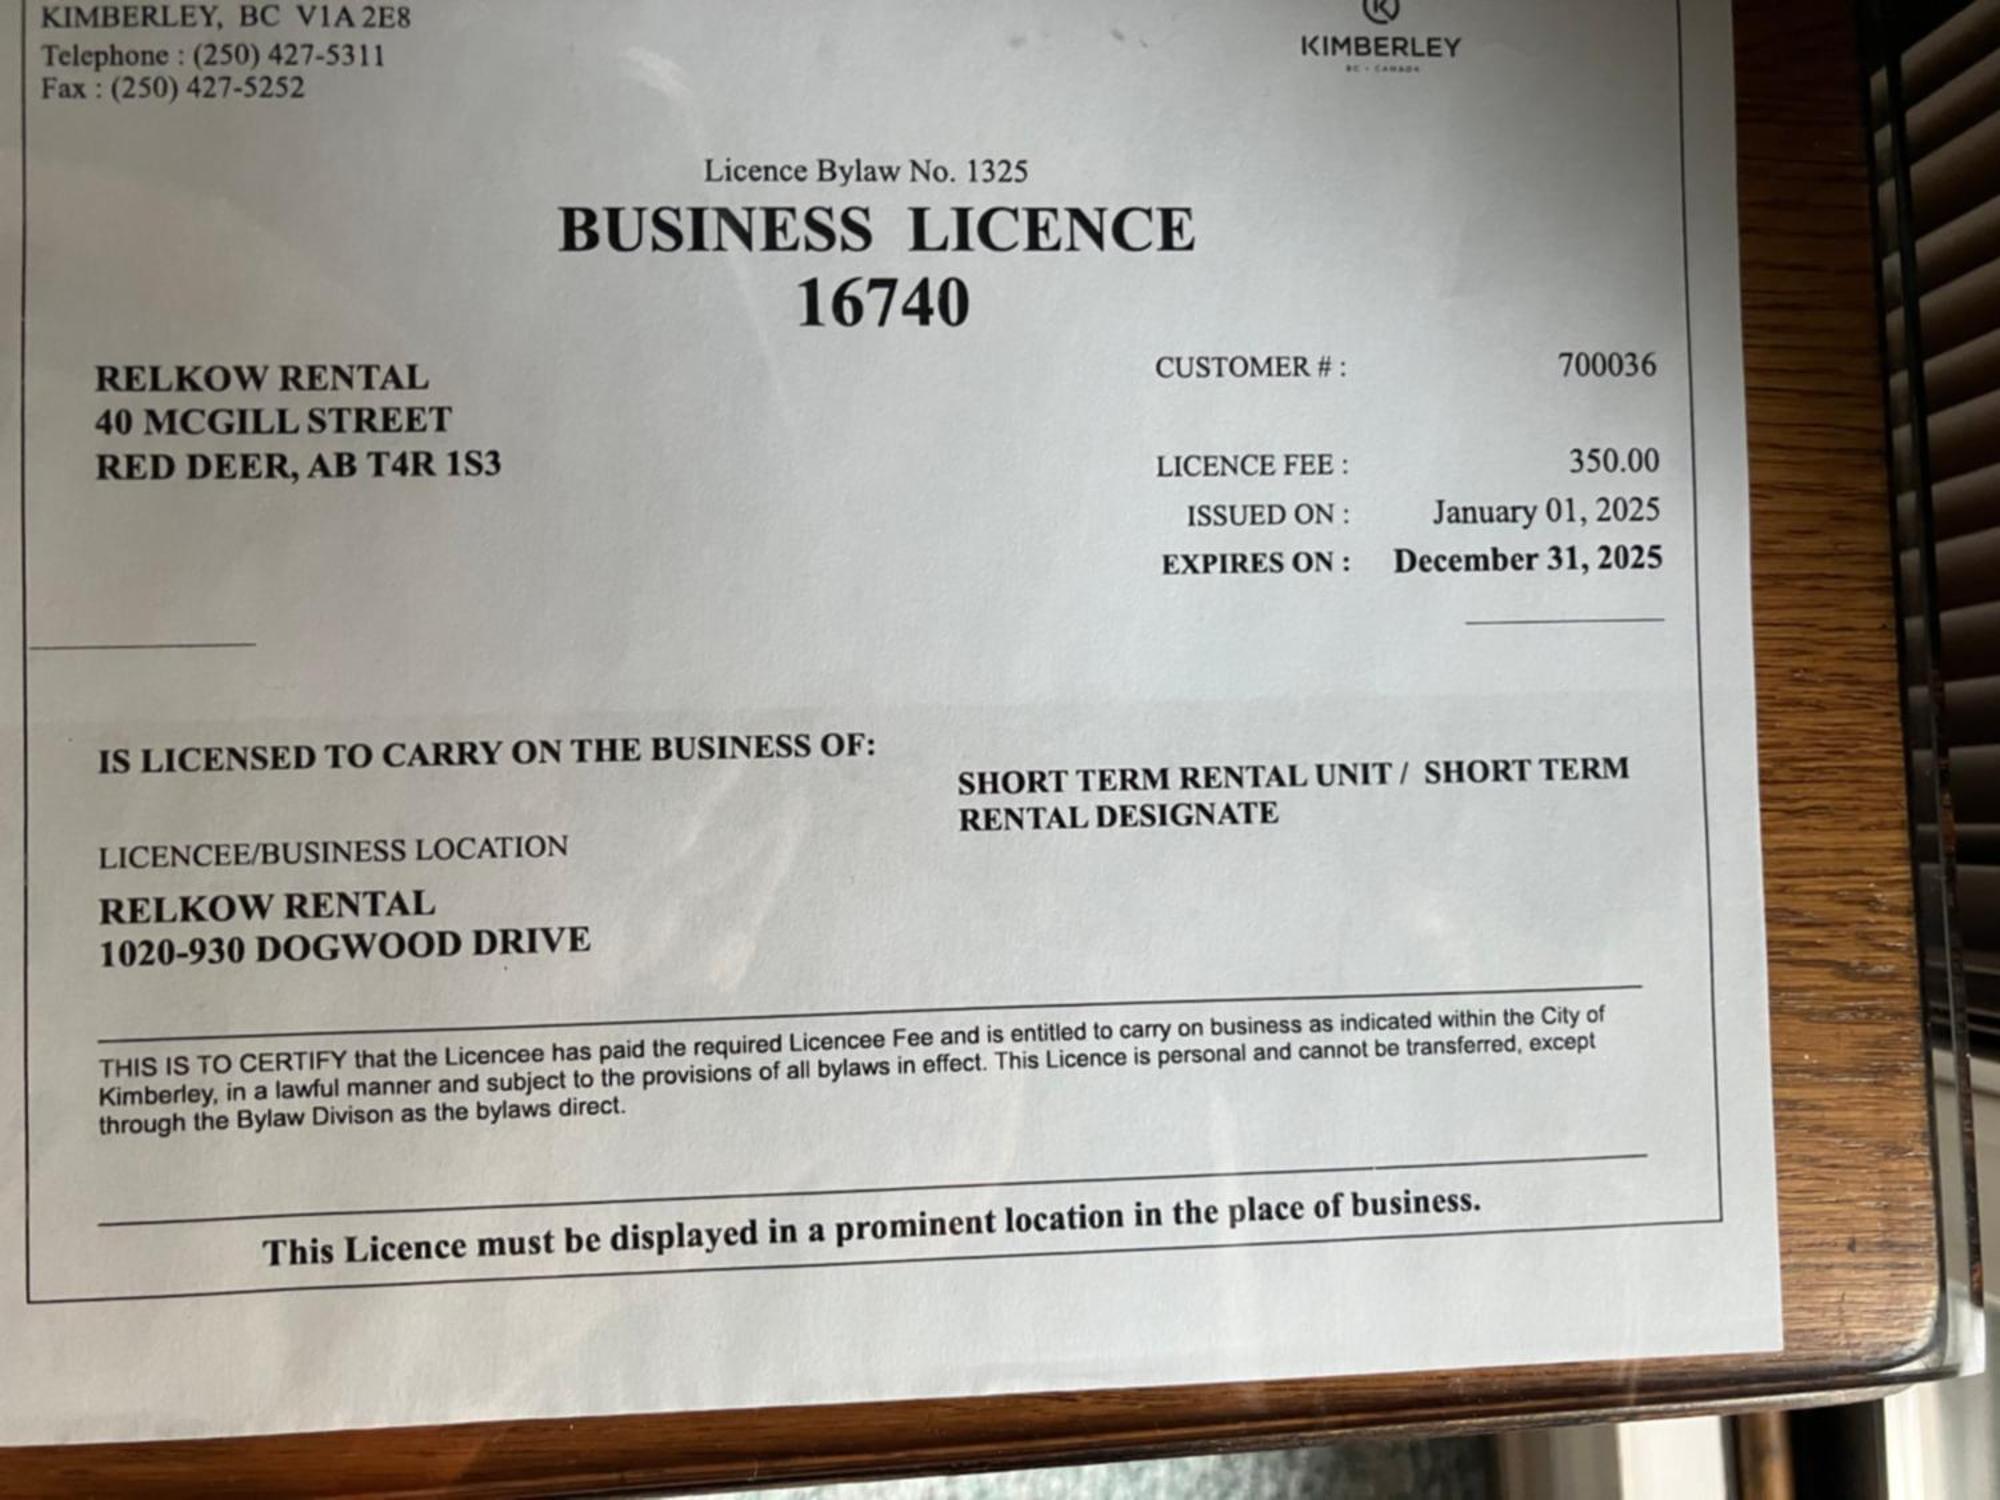 KIMBERLEY, BC V1A 2E8
Telephone : (250) 427-5311
Fax : (250) 427-5252
K
KIMBERLEY
BC • CANADA
Licence Bylaw No. 1325
BUSINESS LICENCE
16740
RELKOW RENTAL
40 MCGILL STREET
RED DEER, AB T4R 1S3
CUSTOMER # : 700036
LICENCE FEE : 350.00
ISSUED ON : January 01, 2025
EXPIRES ON : December 31, 2025
IS LICENSED TO CARRY ON THE BUSINESS OF:
SHORT TERM RENTAL UNIT / SHORT TERM
RENTAL DESIGNATE
LICENCEE/BUSINESS LOCATION
RELKOW RENTAL
1020-930 DOGWOOD DRIVE
THIS IS TO CERTIFY that the Licencee has paid the required Licencee Fee and is entitled to carry on business as indicated within the City of
Kimberley, in a lawful manner and subject to the provisions of all bylaws in effect. This Licence is personal and cannot be transferred, except
through the Bylaw Divison as the bylaws direct.
This Licence must be displayed in a prominent location in the place of business.